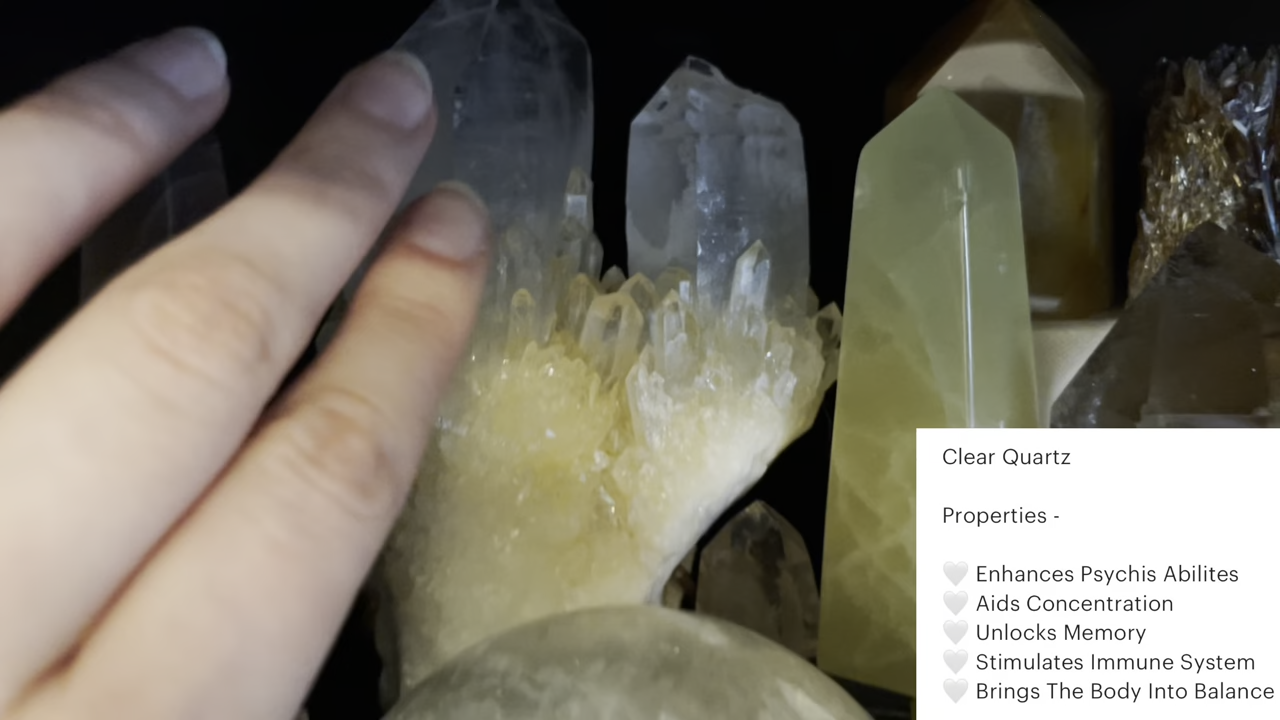 Clear Quartz
Properties -
🤍 Enhances Psychis Abilites
🤍 Aids Concentration
🤍 Unlocks Memory
🤍 Stimulates Immune System
🤍 Brings The Body Into Balance